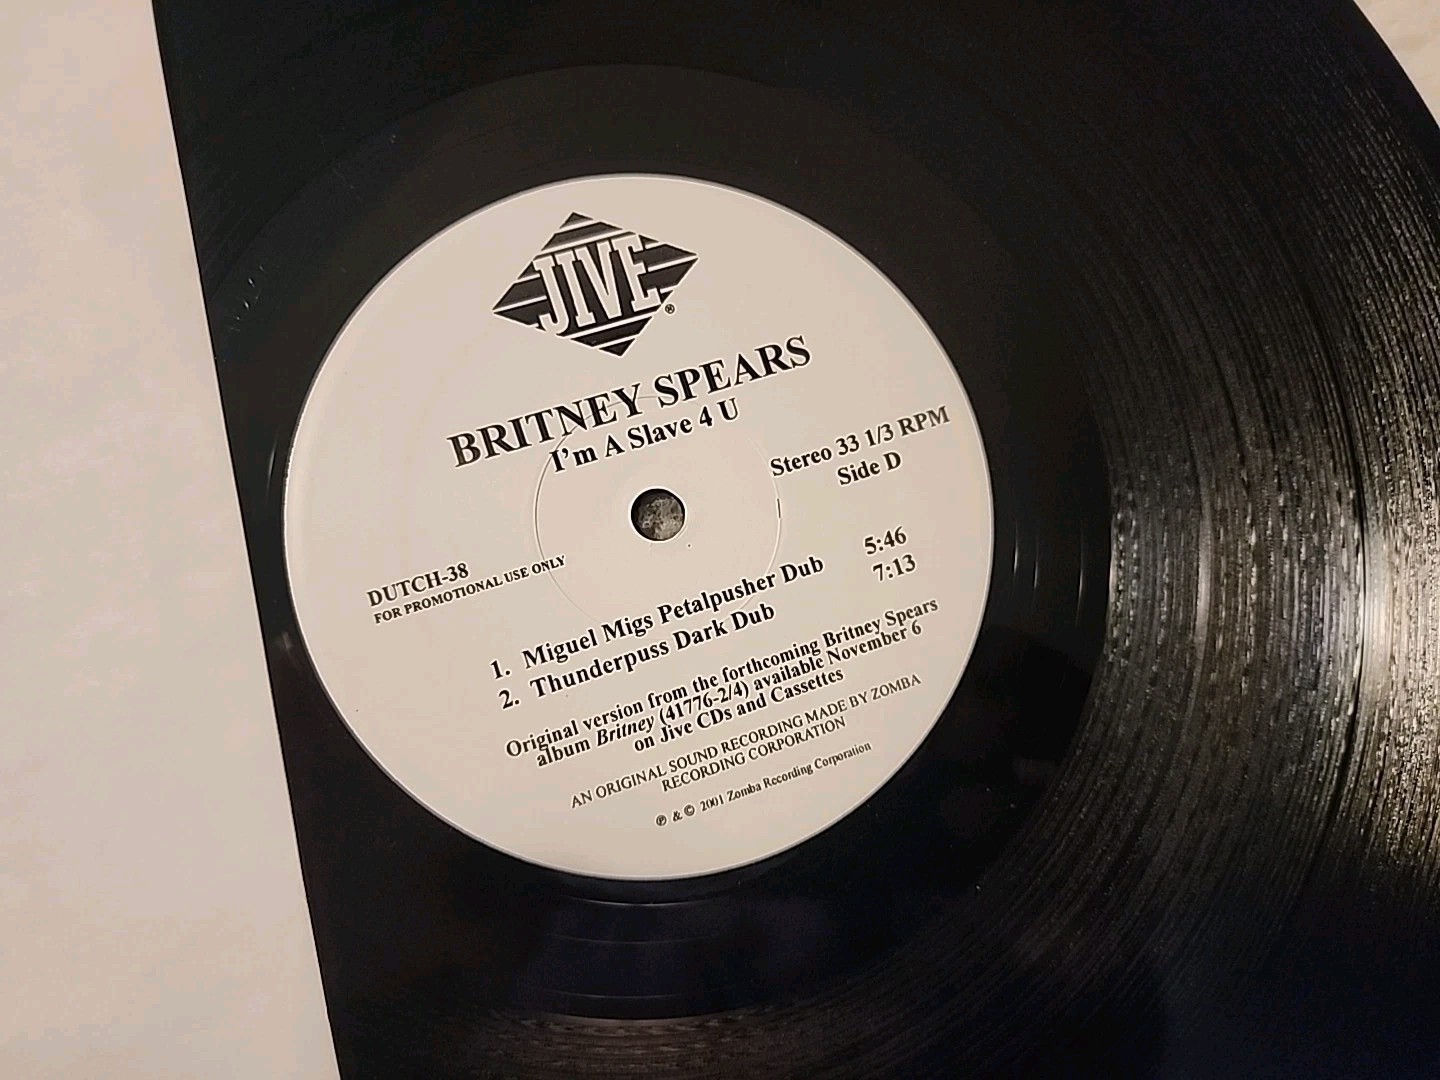 JIVE®
BRITNEY SPEARS
I'm A Slave 4 U
Stereo 33 1/3 RPM
Side D
DUTCH-38
FOR PROMOTIONAL USE ONLY
1. Miguel Migs Petalpusher Dub 5:46
2. Thunderpuss Dark Dub 7:13
Original version from the forthcoming Britney Spears
album Britney (41776-2/4) available November 6
on Jive CDs and Cassettes
AN ORIGINAL SOUND RECORDING MADE BY ZOMBA
RECORDING CORPORATION
℗ & © 2001 Zomba Recording Corporation